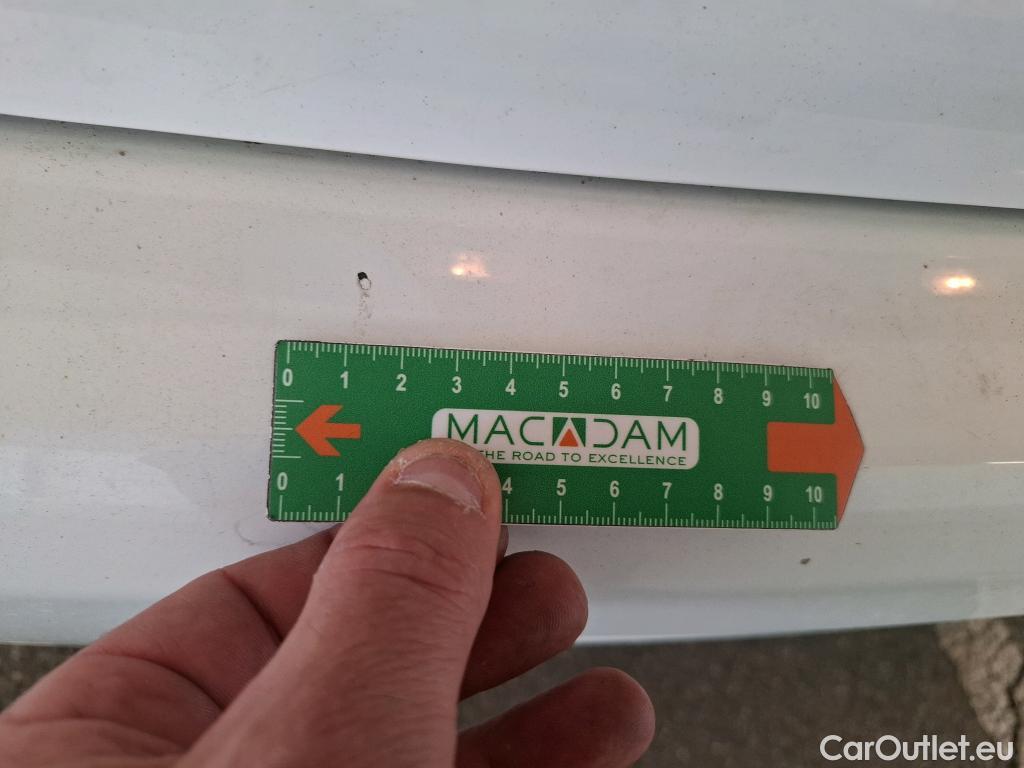 0 1 2 3 4 5 6 7 8 9 10
MACADAM
THE ROAD TO EXCELLENCE
0 1 4 5 6 7 8 9 10
CarOutlet.eu